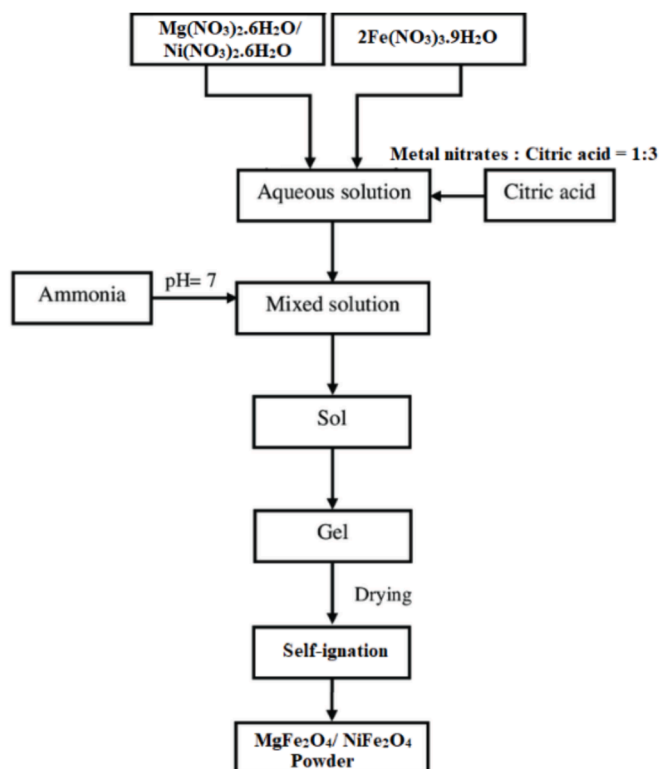 Mg(NO3)2.6H2O/
Ni(NO3)2.6H2O
2Fe(NO3)3.9H2O
Metal nitrates : Citric acid = 1:3
Aqueous solution
Citric acid
Ammonia
pH= 7
Mixed solution
Sol
Gel
Drying
Self-ignation
MgFe2O4/ NiFe2O4
Powder